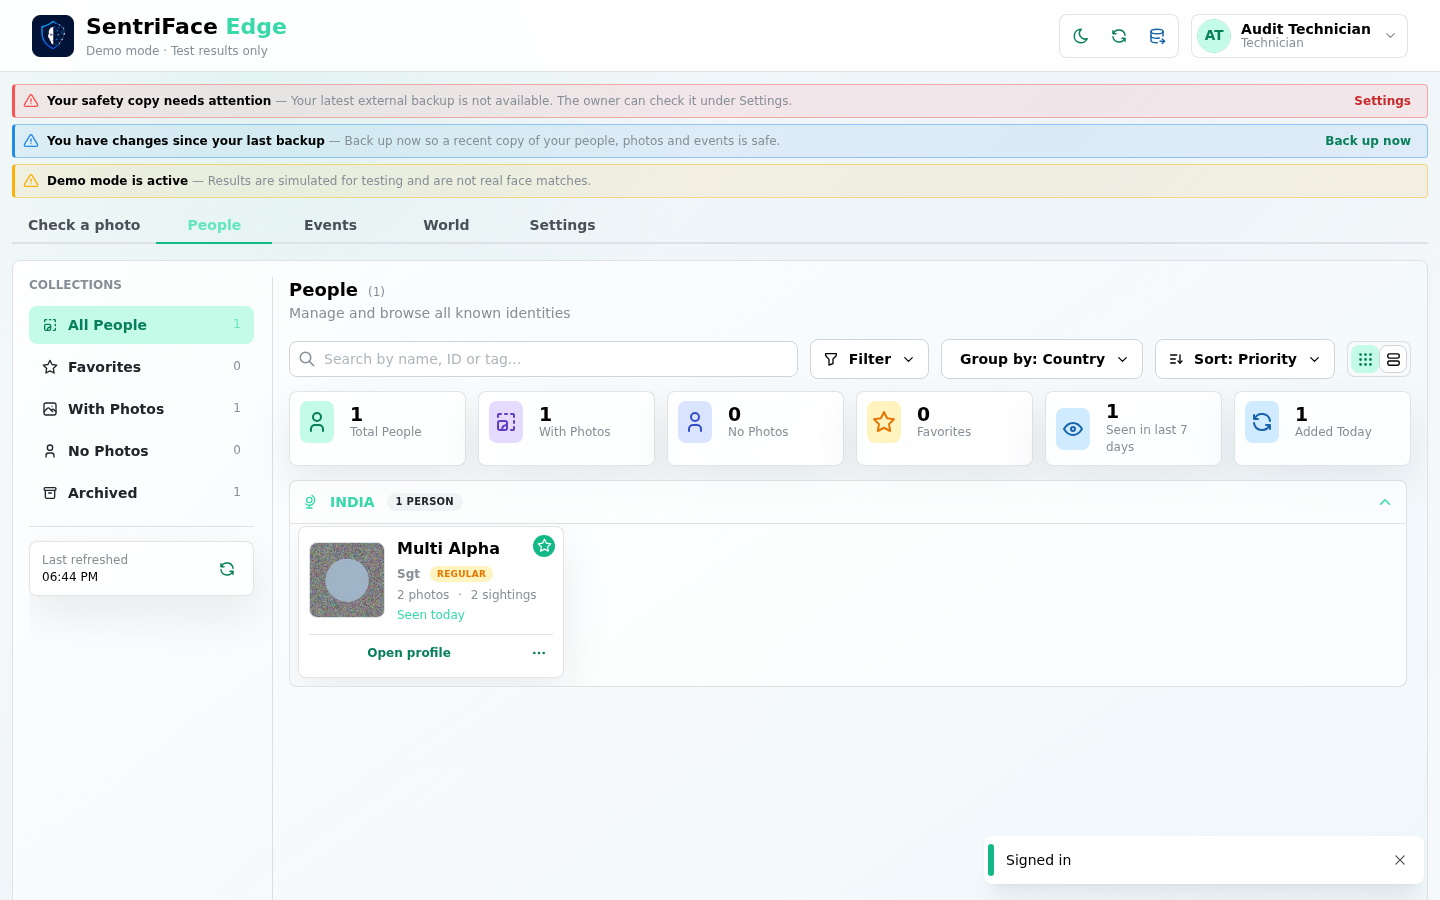 SentriFace Edge
Demo mode · Test results only
AT
Audit Technician
Technician
Your safety copy needs attention — Your latest external backup is not available. The owner can check it under Settings.
Settings
You have changes since your last backup — Back up now so a recent copy of your people, photos and events is safe.
Back up now
Demo mode is active — Results are simulated for testing and are not real face matches.
Check a photo
People
Events
World
Settings
COLLECTIONS
All People 1
Favorites 0
With Photos 1
No Photos 0
Archived 1
Last refreshed
06:44 PM
People (1)
Manage and browse all known identities
Search by name, ID or tag...
Filter
Group by: Country
Sort: Priority
1
Total People
1
With Photos
0
No Photos
0
Favorites
1
Seen in last 7
days
1
Added Today
INDIA 1 PERSON
Multi Alpha
Sgt REGULAR
2 photos · 2 sightings
Seen today
Open profile
Signed in